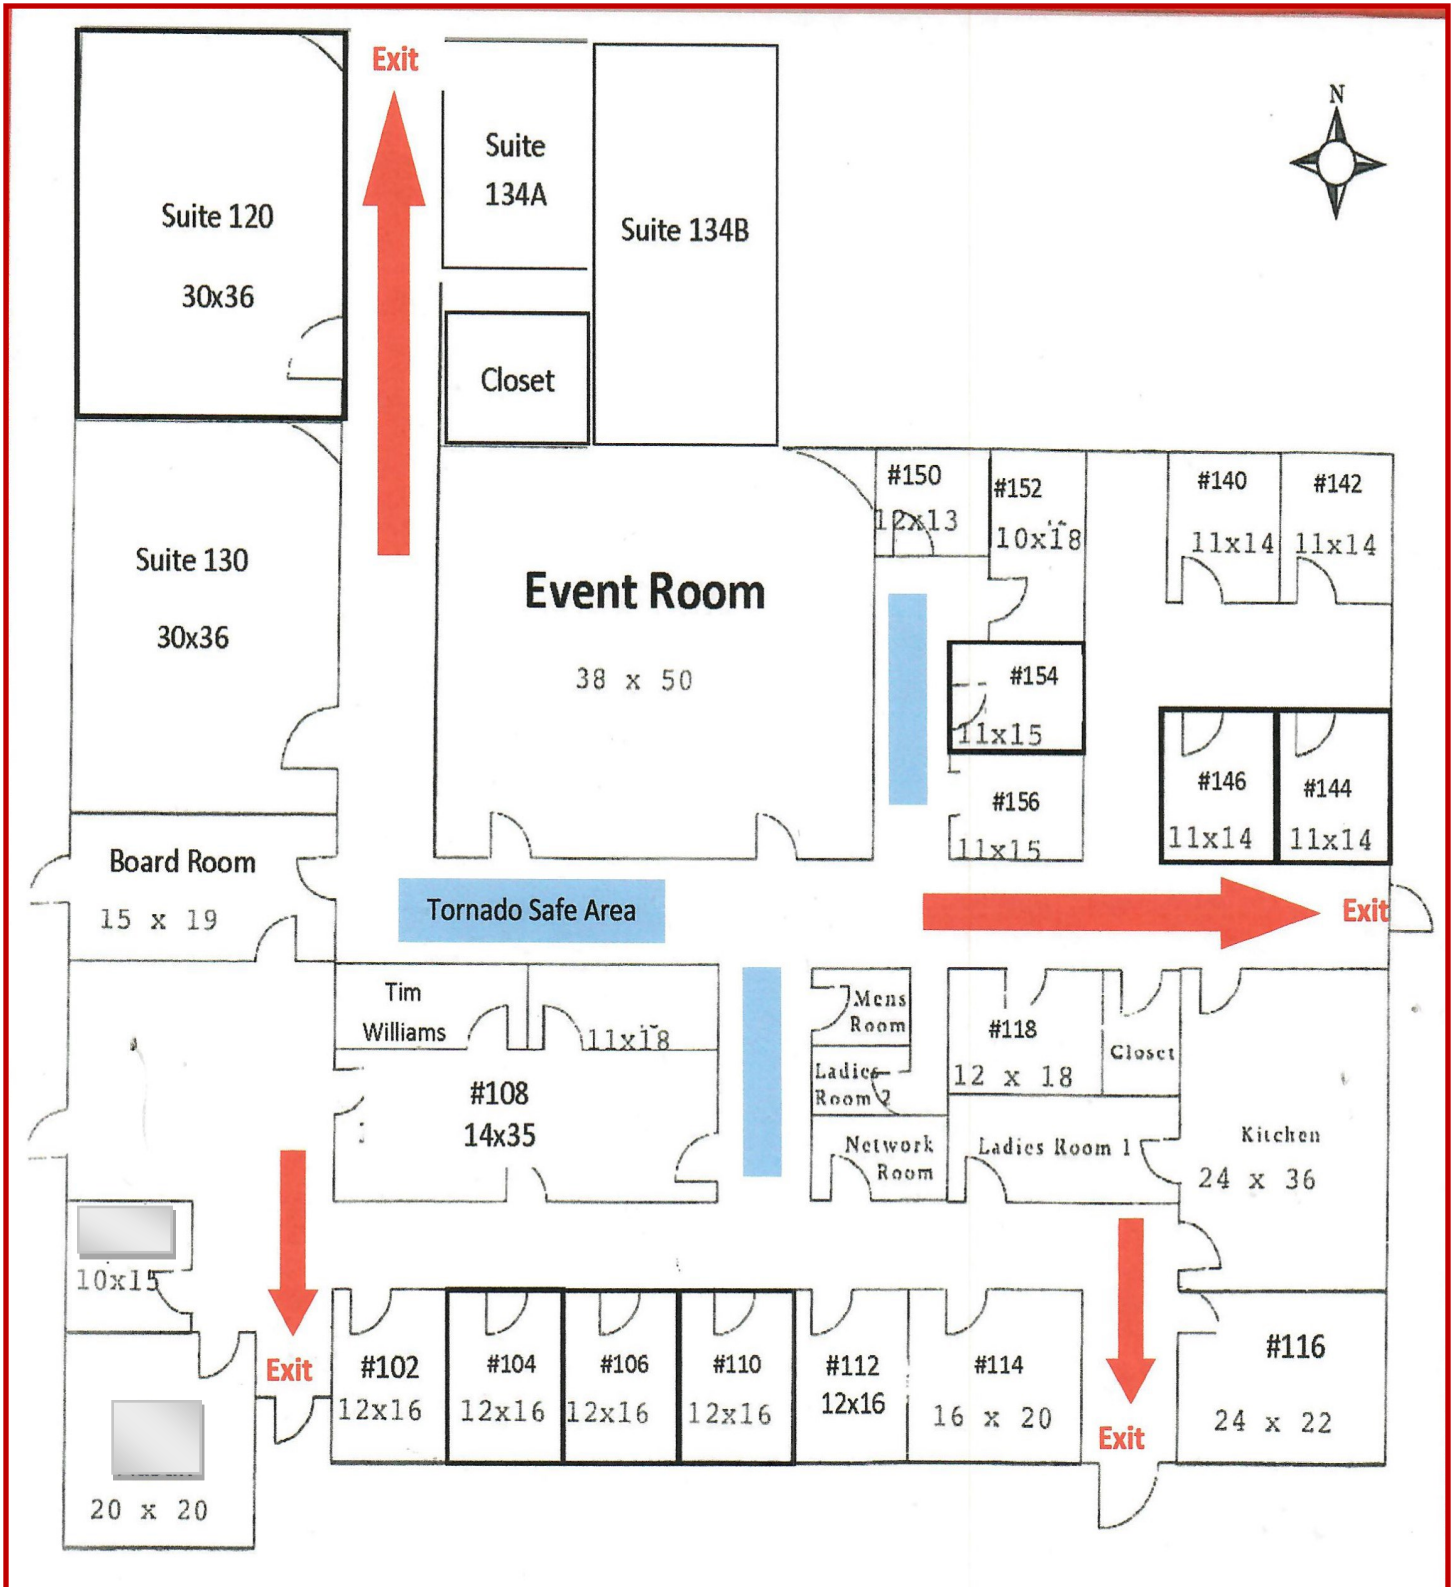 Exit
N
Suite
134A
Suite 120
30x36
Suite 134B
Closet
#150
12x13
#152
10x18
#140
11x14
#142
11x14
Suite 130
30x36
Event Room
38 x 50
#154
11x15
#146
11x14
#144
11x14
#156
11x15
Board Room
15 x 19
Tornado Safe Area
Exit
Tim
Williams
11x18
Mens
Room
#118
12 x 18
Closet
Ladies
Room 2
#108
14x35
Network
Room
Ladies Room 1
Kitchen
24 x 36
10x15
Exit
#102
12x16
#104
12x16
#106
12x16
#110
12x16
#112
12x16
#114
16 x 20
Exit
#116
24 x 22
20 x 20